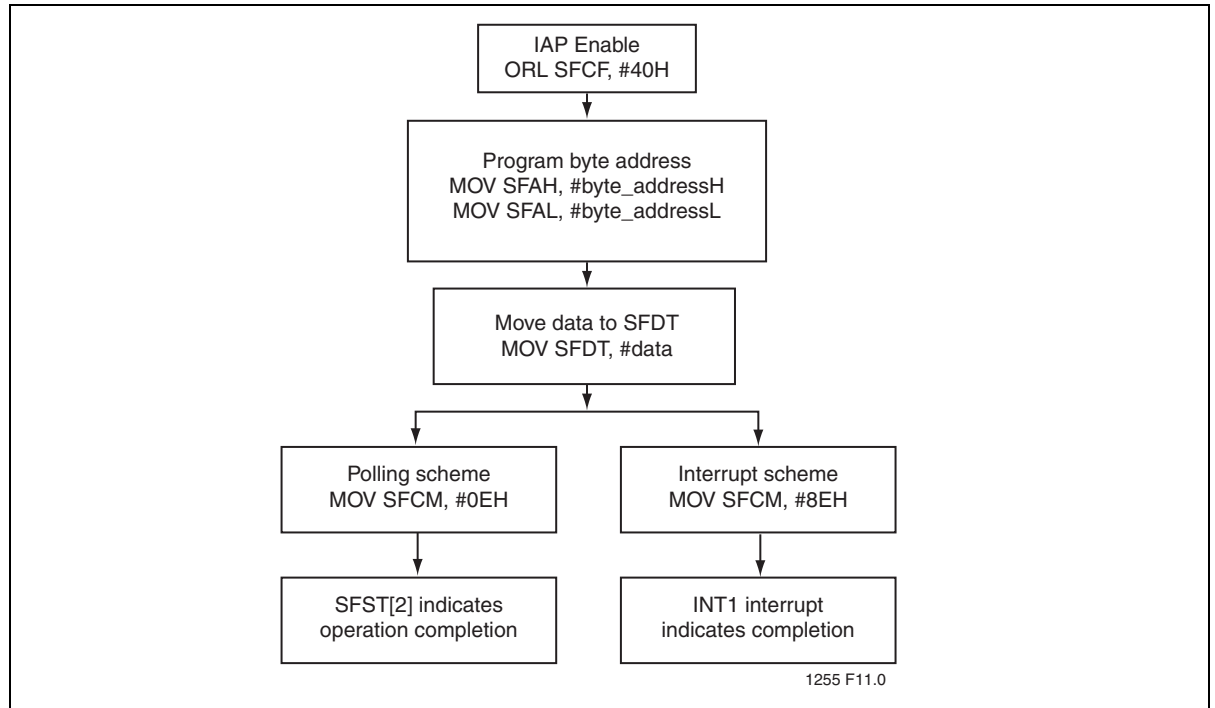 IAP Enable
ORL SFCF, #40H
Program byte address
MOV SFAH, #byte_addressH
MOV SFAL, #byte_addressL
Move data to SFDT
MOV SFDT, #data
Polling scheme
MOV SFCM, #0EH
Interrupt scheme
MOV SFCM, #8EH
SFST[2] indicates
operation completion
INT1 interrupt
indicates completion
1255 F11.0